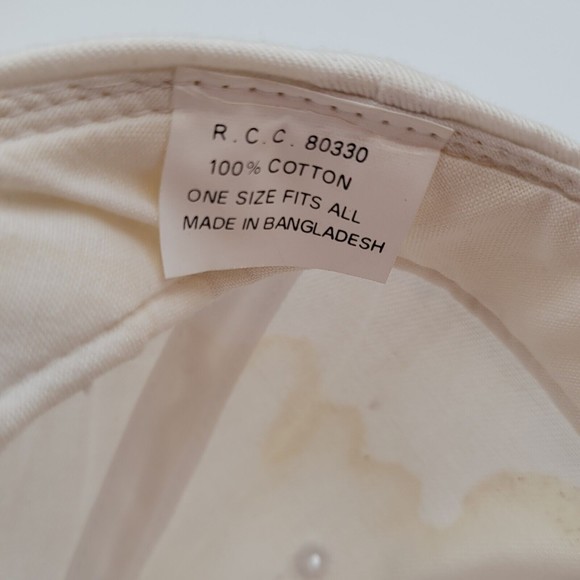 R.C.C. 80330
100% COTTON
ONE SIZE FITS ALL
MADE IN BANGLADESH